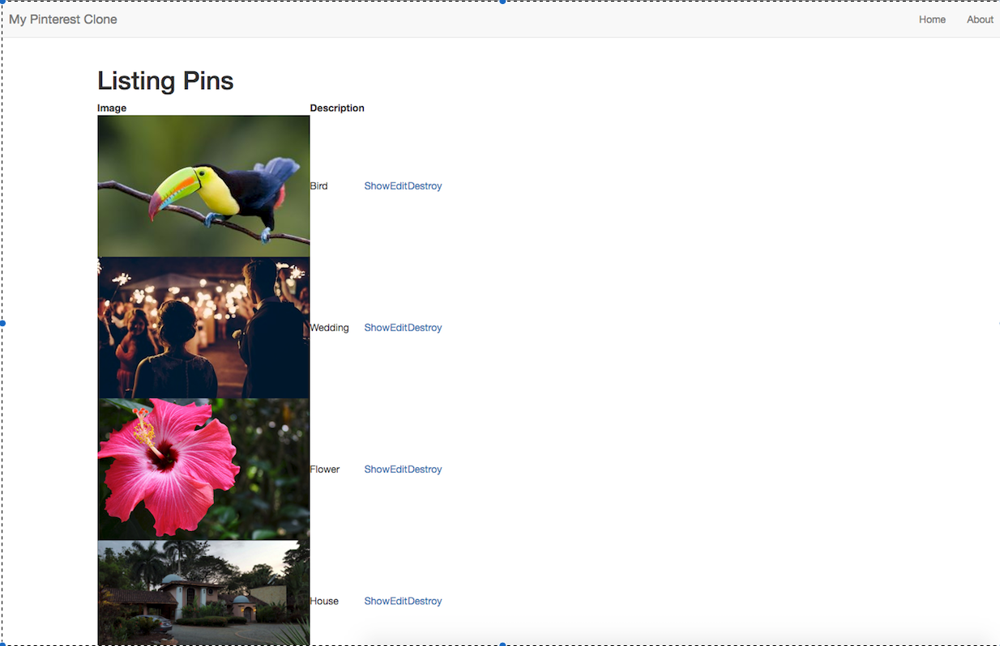 My Pinterest Clone Home About
Listing Pins
Image Description
Bird ShowEditDestroy
Wedding ShowEditDestroy
Flower ShowEditDestroy
House ShowEditDestroy